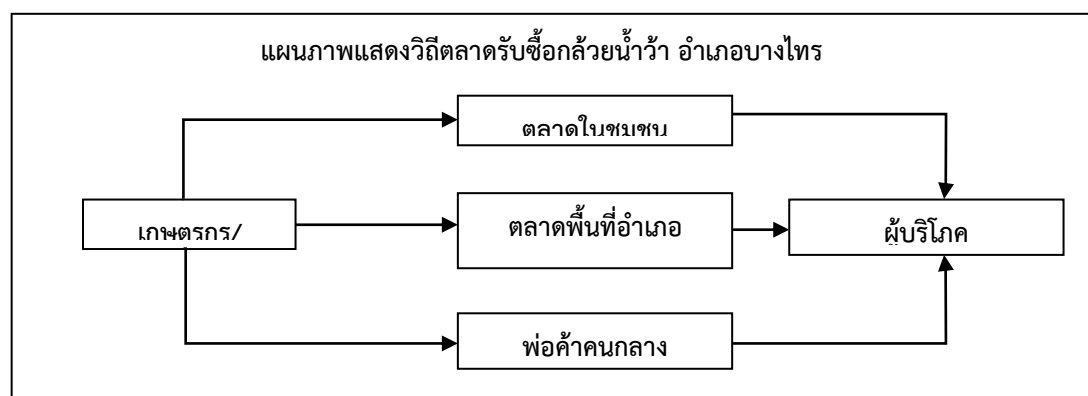 แผนภาพแสดงวิถีตลาดรับซื้อกล้วยน้ำว้า อำเภอบางไทร
ตลาดในชุมชน
เกษตรกร/
ตลาดพื้นที่อำเภอ
ผู้บริโภค
พ่อค้าคนกลาง